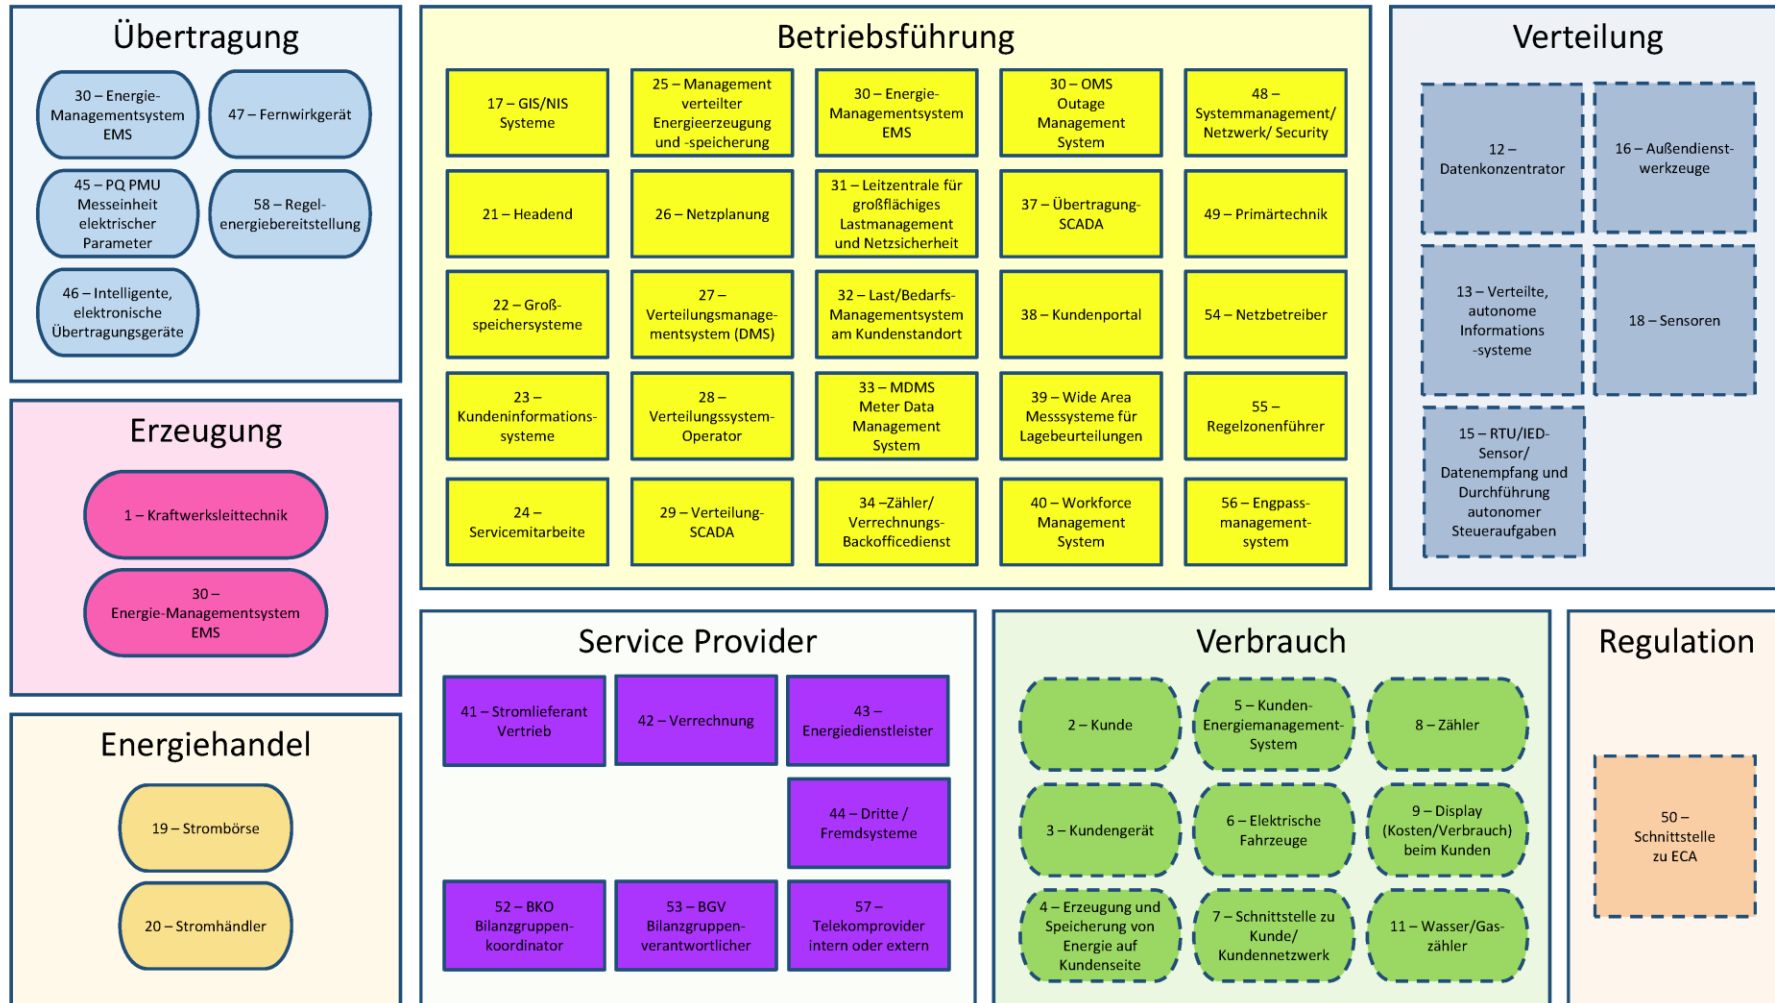 Übertragung
30 – Energie-
Managementsystem
EMS
47 – Fernwirkgerät
45 – PQ PMU
Messeinheit
elektrischer
Parameter
58 – Regel-
energiebereitstellung
46 – Intelligente,
elektronische
Übertragungsgeräte
Erzeugung
1 – Kraftwerksleittechnik
30 –
Energie-Managementsystem
EMS
Energiehandel
19 – Strombörse
20 – Stromhändler
Betriebsführung
17 – GIS/NIS
Systeme
25 – Management
verteilter
Energieerzeugung
und -speicherung
30 – Energie-
Managementsystem
EMS
30 – OMS
Outage
Management
System
48 –
Systemmanagement/
Netzwerk/ Security
21 – Headend
26 – Netzplanung
31 – Leitzentrale für
großflächiges
Lastmanagement
und Netzsicherheit
37 – Übertragung-
SCADA
49 – Primärtechnik
22 – Groß-
speichersysteme
27 –
Verteilungsmanage-
mentsystem (DMS)
32 – Last/Bedarfs-
Managementsystem
am Kundenstandort
38 – Kundenportal
54 – Netzbetreiber
23 –
Kundeninformations-
systeme
28 –
Verteilungssystem-
Operator
33 – MDMS
Meter Data
Management
System
39 – Wide Area
Messsysteme für
Lagebeurteilungen
55 –
Regelzonenführer
24 –
Servicemitarbeite
29 – Verteilung-
SCADA
34 –Zähler/
Verrechnungs-
Backofficedienst
40 – Workforce
Management
System
56 – Engpass-
management-
system
Verteilung
12 –
Datenkonzentrator
16 – Außendienst-
werkzeuge
13 – Verteilte,
autonome
Informations
-systeme
18 – Sensoren
15 – RTU/IED-
Sensor/
Datenempfang und
Durchführung
autonomer
Steueraufgaben
Service Provider
41 – Stromlieferant
Vertrieb
42 – Verrechnung
43 –
Energiedienstleister
44 – Dritte /
Fremdsysteme
52 – BKO
Bilanzgruppen-
koordinator
53 – BGV
Bilanzgruppen-
verantwortlicher
57 –
Telekomprovider
intern oder extern
Verbrauch
2 – Kunde
5 – Kunden-
Energiemanagement-
System
8 – Zähler
3 – Kundengerät
6 – Elektrische
Fahrzeuge
9 – Display
(Kosten/Verbrauch)
beim Kunden
4 – Erzeugung und
Speicherung von
Energie auf
Kundenseite
7 – Schnittstelle zu
Kunde/
Kundennetzwerk
11 – Wasser/Gas-
zähler
Regulation
50 –
Schnittstelle
zu ECA